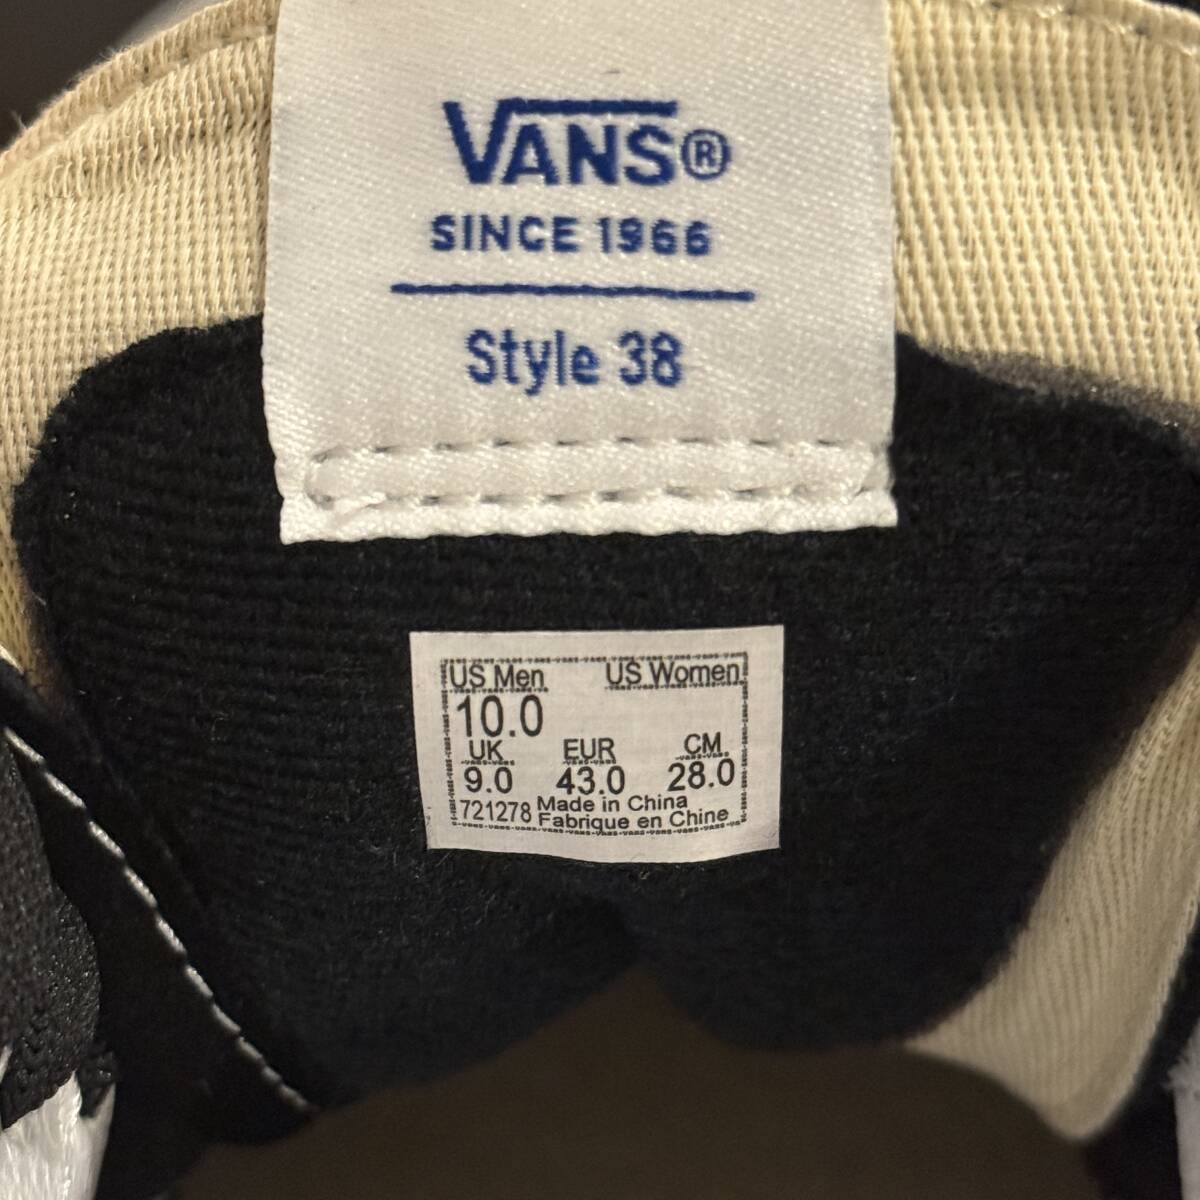 VANS®
SINCE 1966
Style 38
US Men US Women
10.0
UK EUR CM
9.0 43.0 28.0
721278 Made in China
Fabrique en Chine